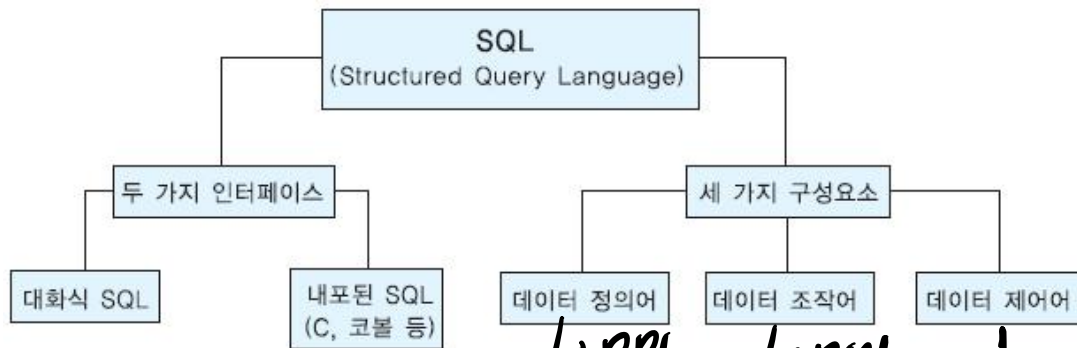 SQL
(Structured Query Language)
두 가지 인터페이스
세 가지 구성요소
대화식 SQL
내포된 SQL
(C, 코볼 등)
데이터 정의어
데이터 조작어
데이터 제어어